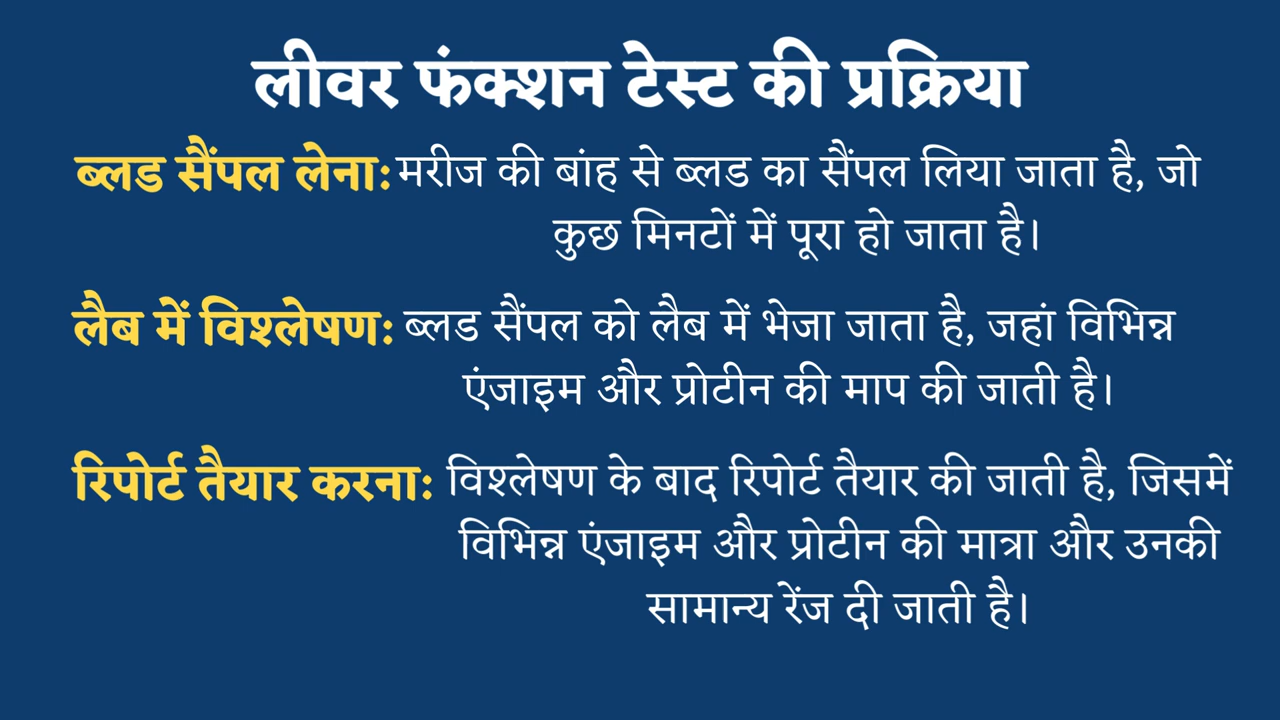 लीवर फंक्शन टेस्ट की प्रक्रिया
ब्लड सैंपल लेना: मरीज की बांह से ब्लड का सैंपल लिया जाता है, जो
कुछ मिनटों में पूरा हो जाता है।
लैब में विश्लेषण: ब्लड सैंपल को लैब में भेजा जाता है, जहां विभिन्न
एंजाइम और प्रोटीन की माप की जाती है।
रिपोर्ट तैयार करना: विश्लेषण के बाद रिपोर्ट तैयार की जाती है, जिसमें
विभिन्न एंजाइम और प्रोटीन की मात्रा और उनकी
सामान्य रेंज दी जाती है।